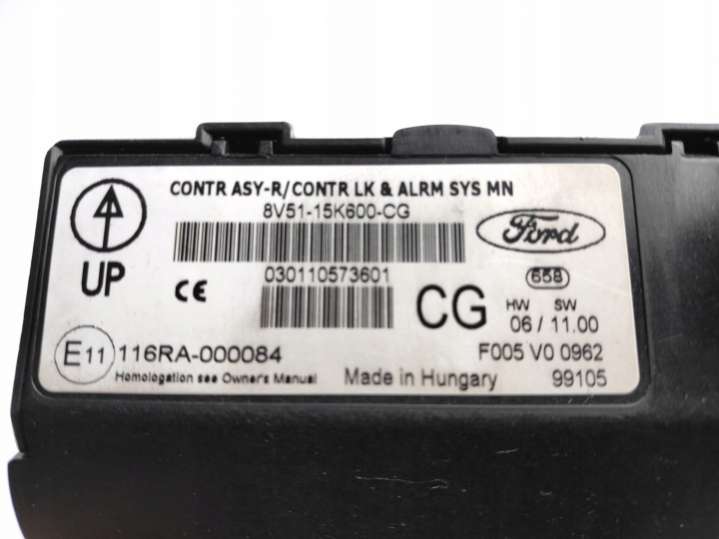 CONTR ASY-R/CONTR LK & ALRM SYS MN
8V51-15K600-CG
Ford
UP
CE
030110573601
CG
658
HW SW
06 / 11.00
E11 116RA-000084
F005 V0 0962
Homologation see Owner's Manual
Made in Hungary
99105